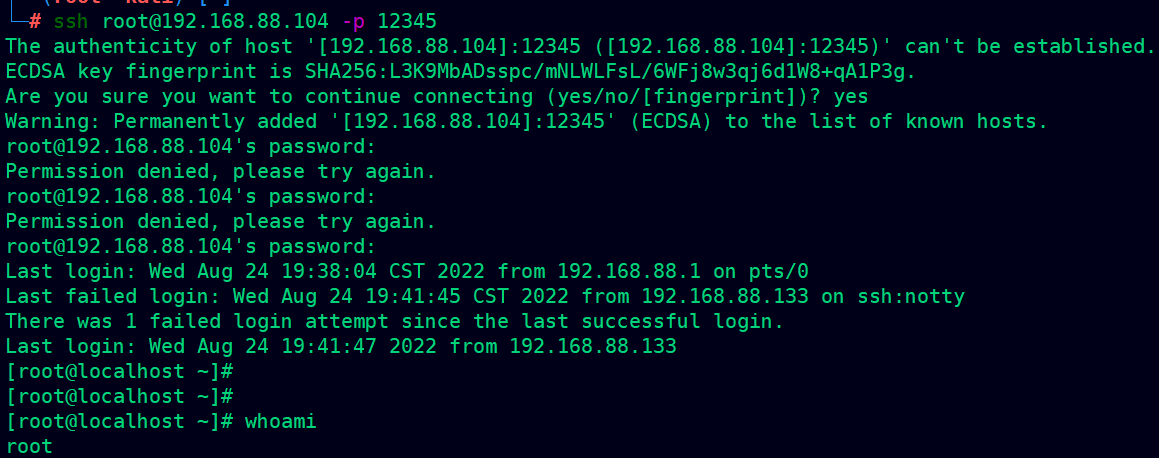 └─# ssh root@192.168.88.104 -p 12345
The authenticity of host '[192.168.88.104]:12345 ([192.168.88.104]:12345)' can't be established.
ECDSA key fingerprint is SHA256:L3K9MbADsspc/mNLWLFsL/6WFj8w3qj6d1W8+qA1P3g.
Are you sure you want to continue connecting (yes/no/[fingerprint])? yes
Warning: Permanently added '[192.168.88.104]:12345' (ECDSA) to the list of known hosts.
root@192.168.88.104's password:
Permission denied, please try again.
root@192.168.88.104's password:
Permission denied, please try again.
root@192.168.88.104's password:
Last login: Wed Aug 24 19:38:04 CST 2022 from 192.168.88.1 on pts/0
Last failed login: Wed Aug 24 19:41:45 CST 2022 from 192.168.88.133 on ssh:notty
There was 1 failed login attempt since the last successful login.
Last login: Wed Aug 24 19:41:47 2022 from 192.168.88.133
[root@localhost ~]#
[root@localhost ~]#
[root@localhost ~]# whoami
root